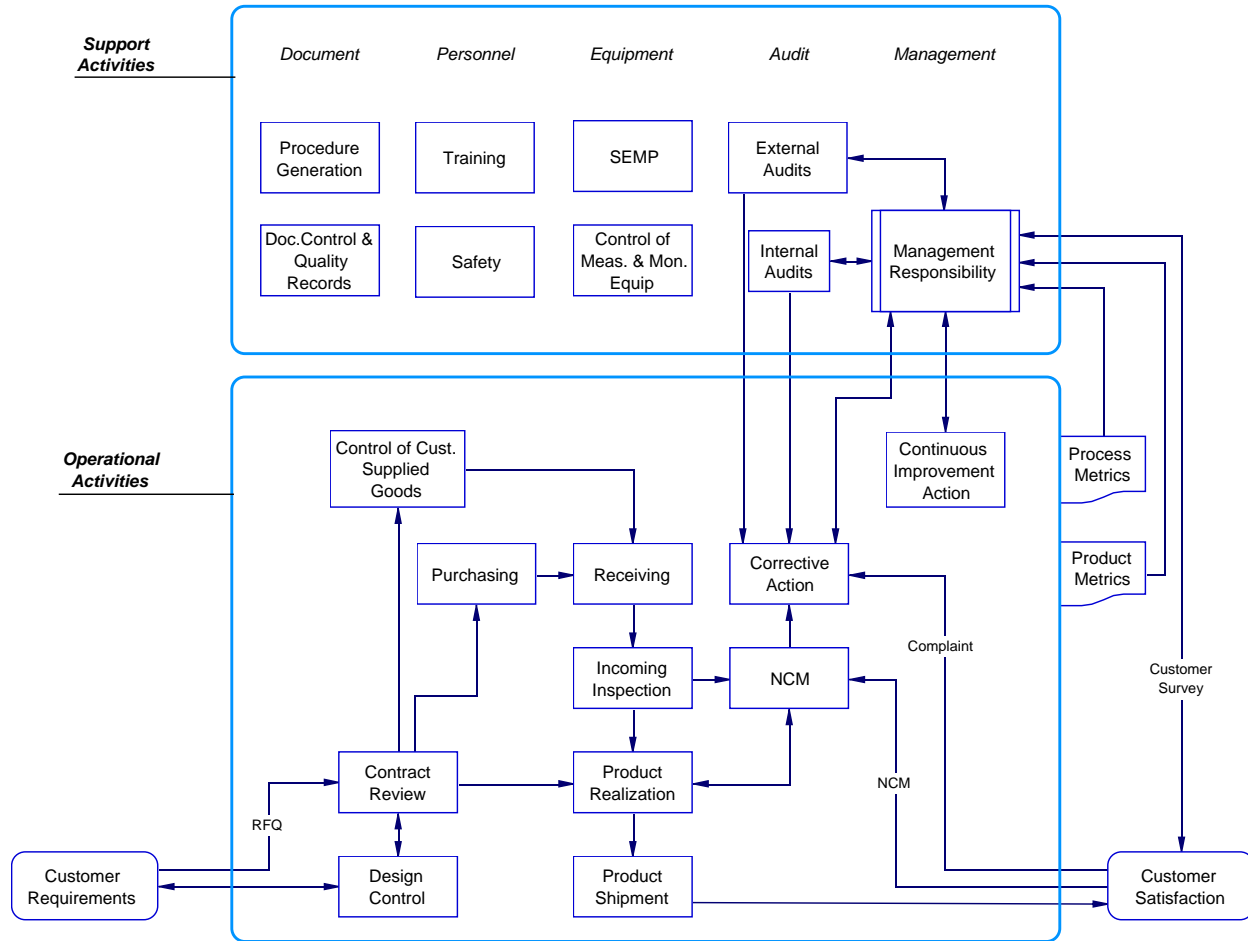 Support
Activities
Document
Personnel
Equipment
Audit
Management
Procedure
Generation
Training
SEMP
External
Audits
Doc.Control &
Quality
Records
Safety
Control of
Meas. & Mon.
Equip
Internal
Audits
Management
Responsibility
Operational
Activities
Control of Cust.
Supplied
Goods
Continuous
Improvement
Action
Process
Metrics
Purchasing
Receiving
Corrective
Action
Product
Metrics
Complaint
Incoming
Inspection
NCM
Customer
Survey
Contract
Review
Product
Realization
NCM
RFQ
Customer
Requirements
Design
Control
Product
Shipment
Customer
Satisfaction